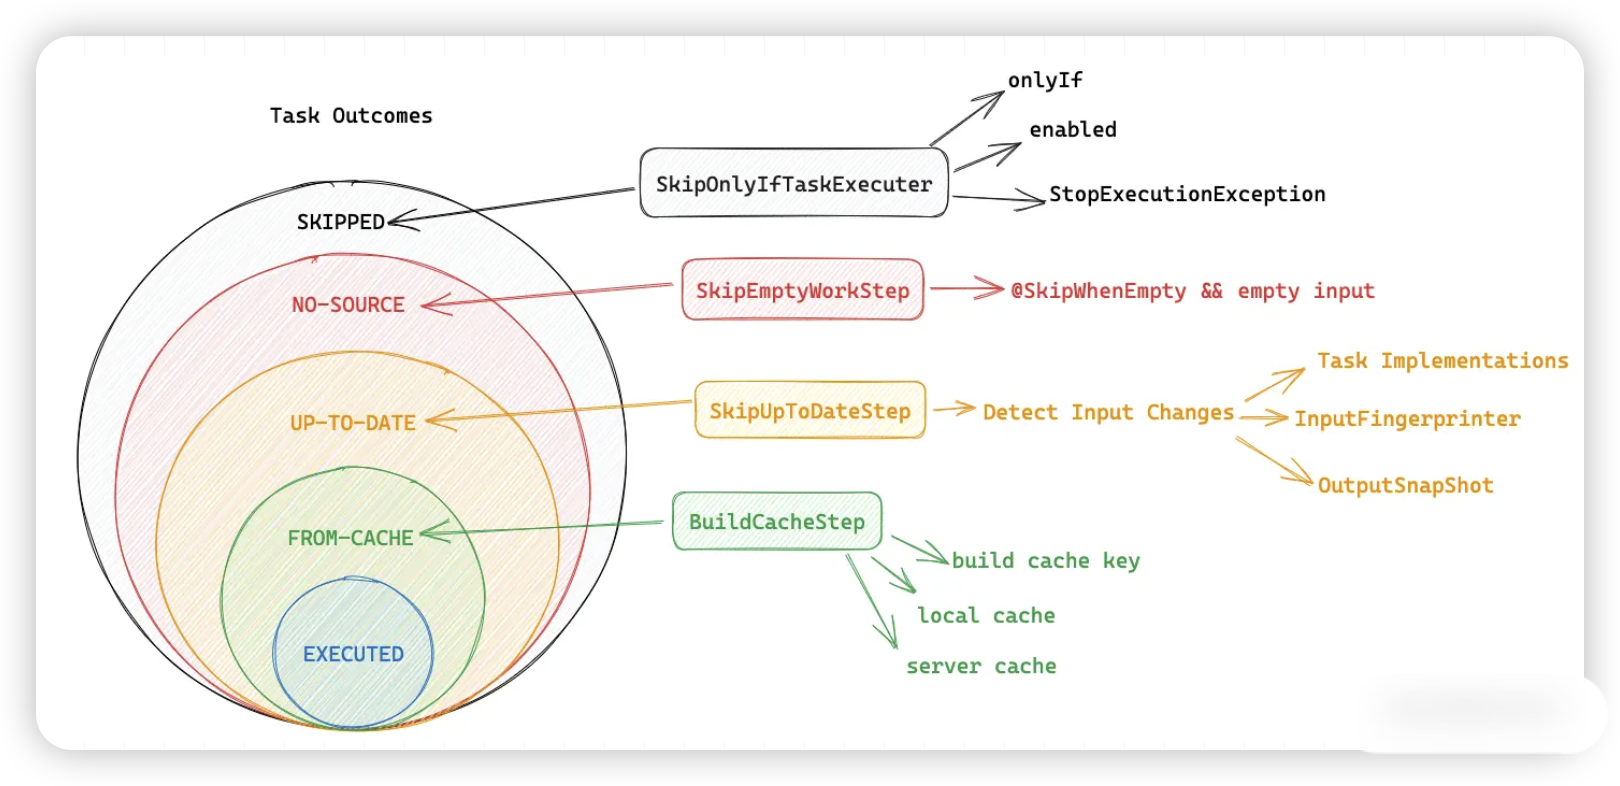 Task Outcomes
onlyIf
enabled
SkipOnlyIfTaskExecuter
StopExecutionException
SKIPPED
NO-SOURCE
SkipEmptyWorkStep
@SkipWhenEmpty && empty input
UP-TO-DATE
SkipUpToDateStep
Detect Input Changes
Task Implementations
InputFingerprinter
OutputSnapShot
FROM-CACHE
BuildCacheStep
build cache key
local cache
server cache
EXECUTED